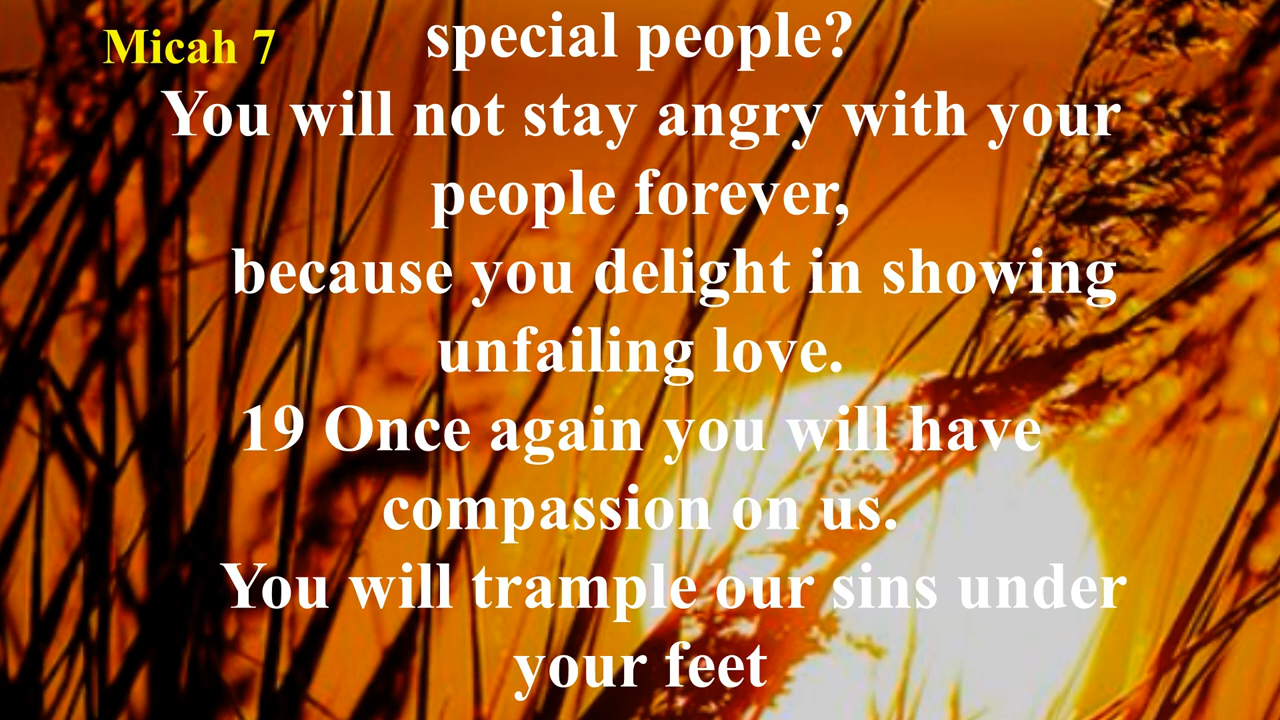 Micah 7
special people?
You will not stay angry with your
people forever,
because you delight in showing
unfailing love.
19 Once again you will have
compassion on us.
You will trample our sins under
your feet